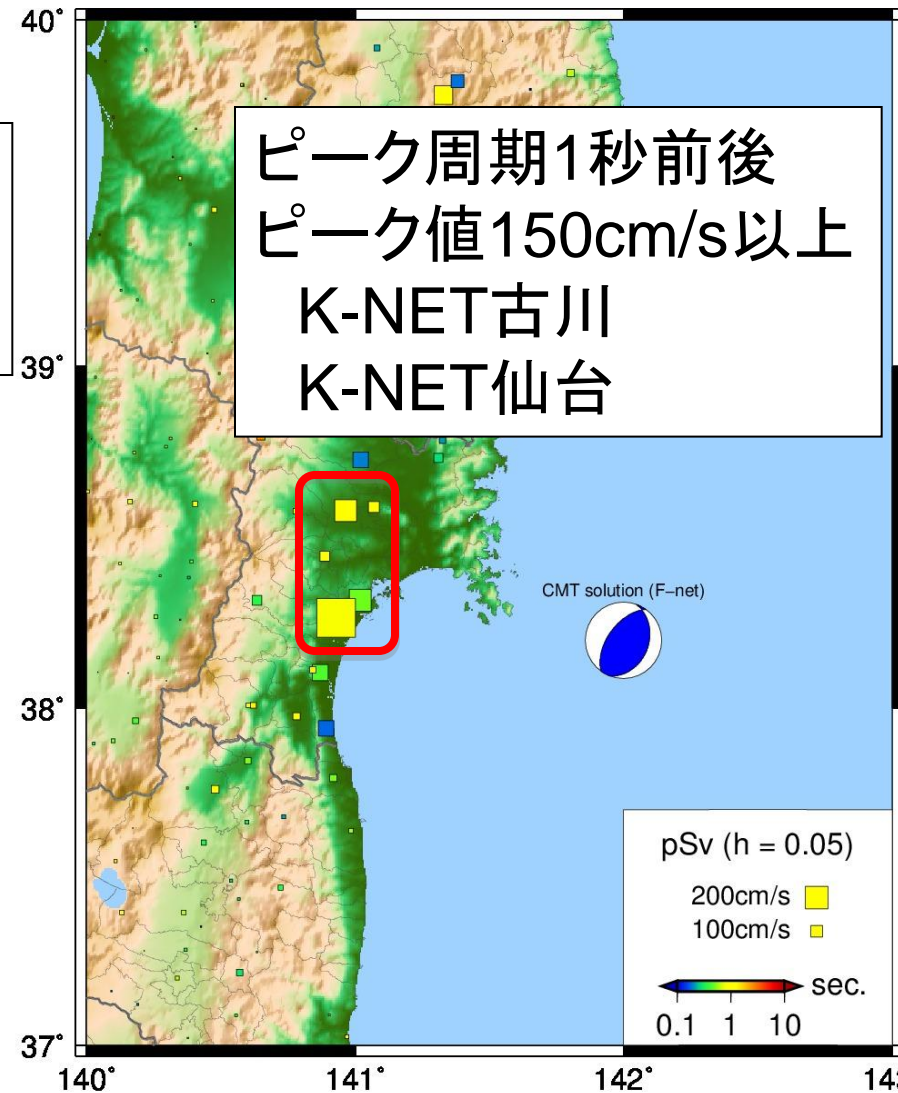 40°
ピーク周期1秒前後
ピーク値150cm/s以上
K-NET古川
K-NET仙台
39°
CMT solution (F–net)
38°
pSv (h = 0.05)
200cm/s
100cm/s
sec.
0.1 1 10
37°
140° 141° 142° 143